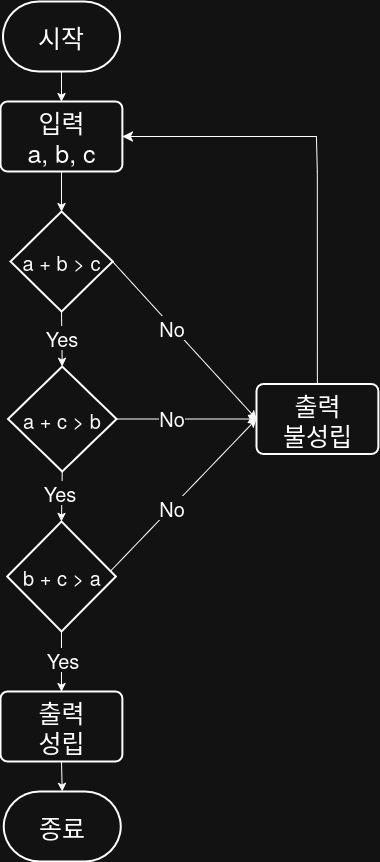 시작
입력
a, b, c
a + b > c
No
Yes
a + c > b
No
출력
불성립
Yes
No
b + c > a
Yes
출력
성립
종료